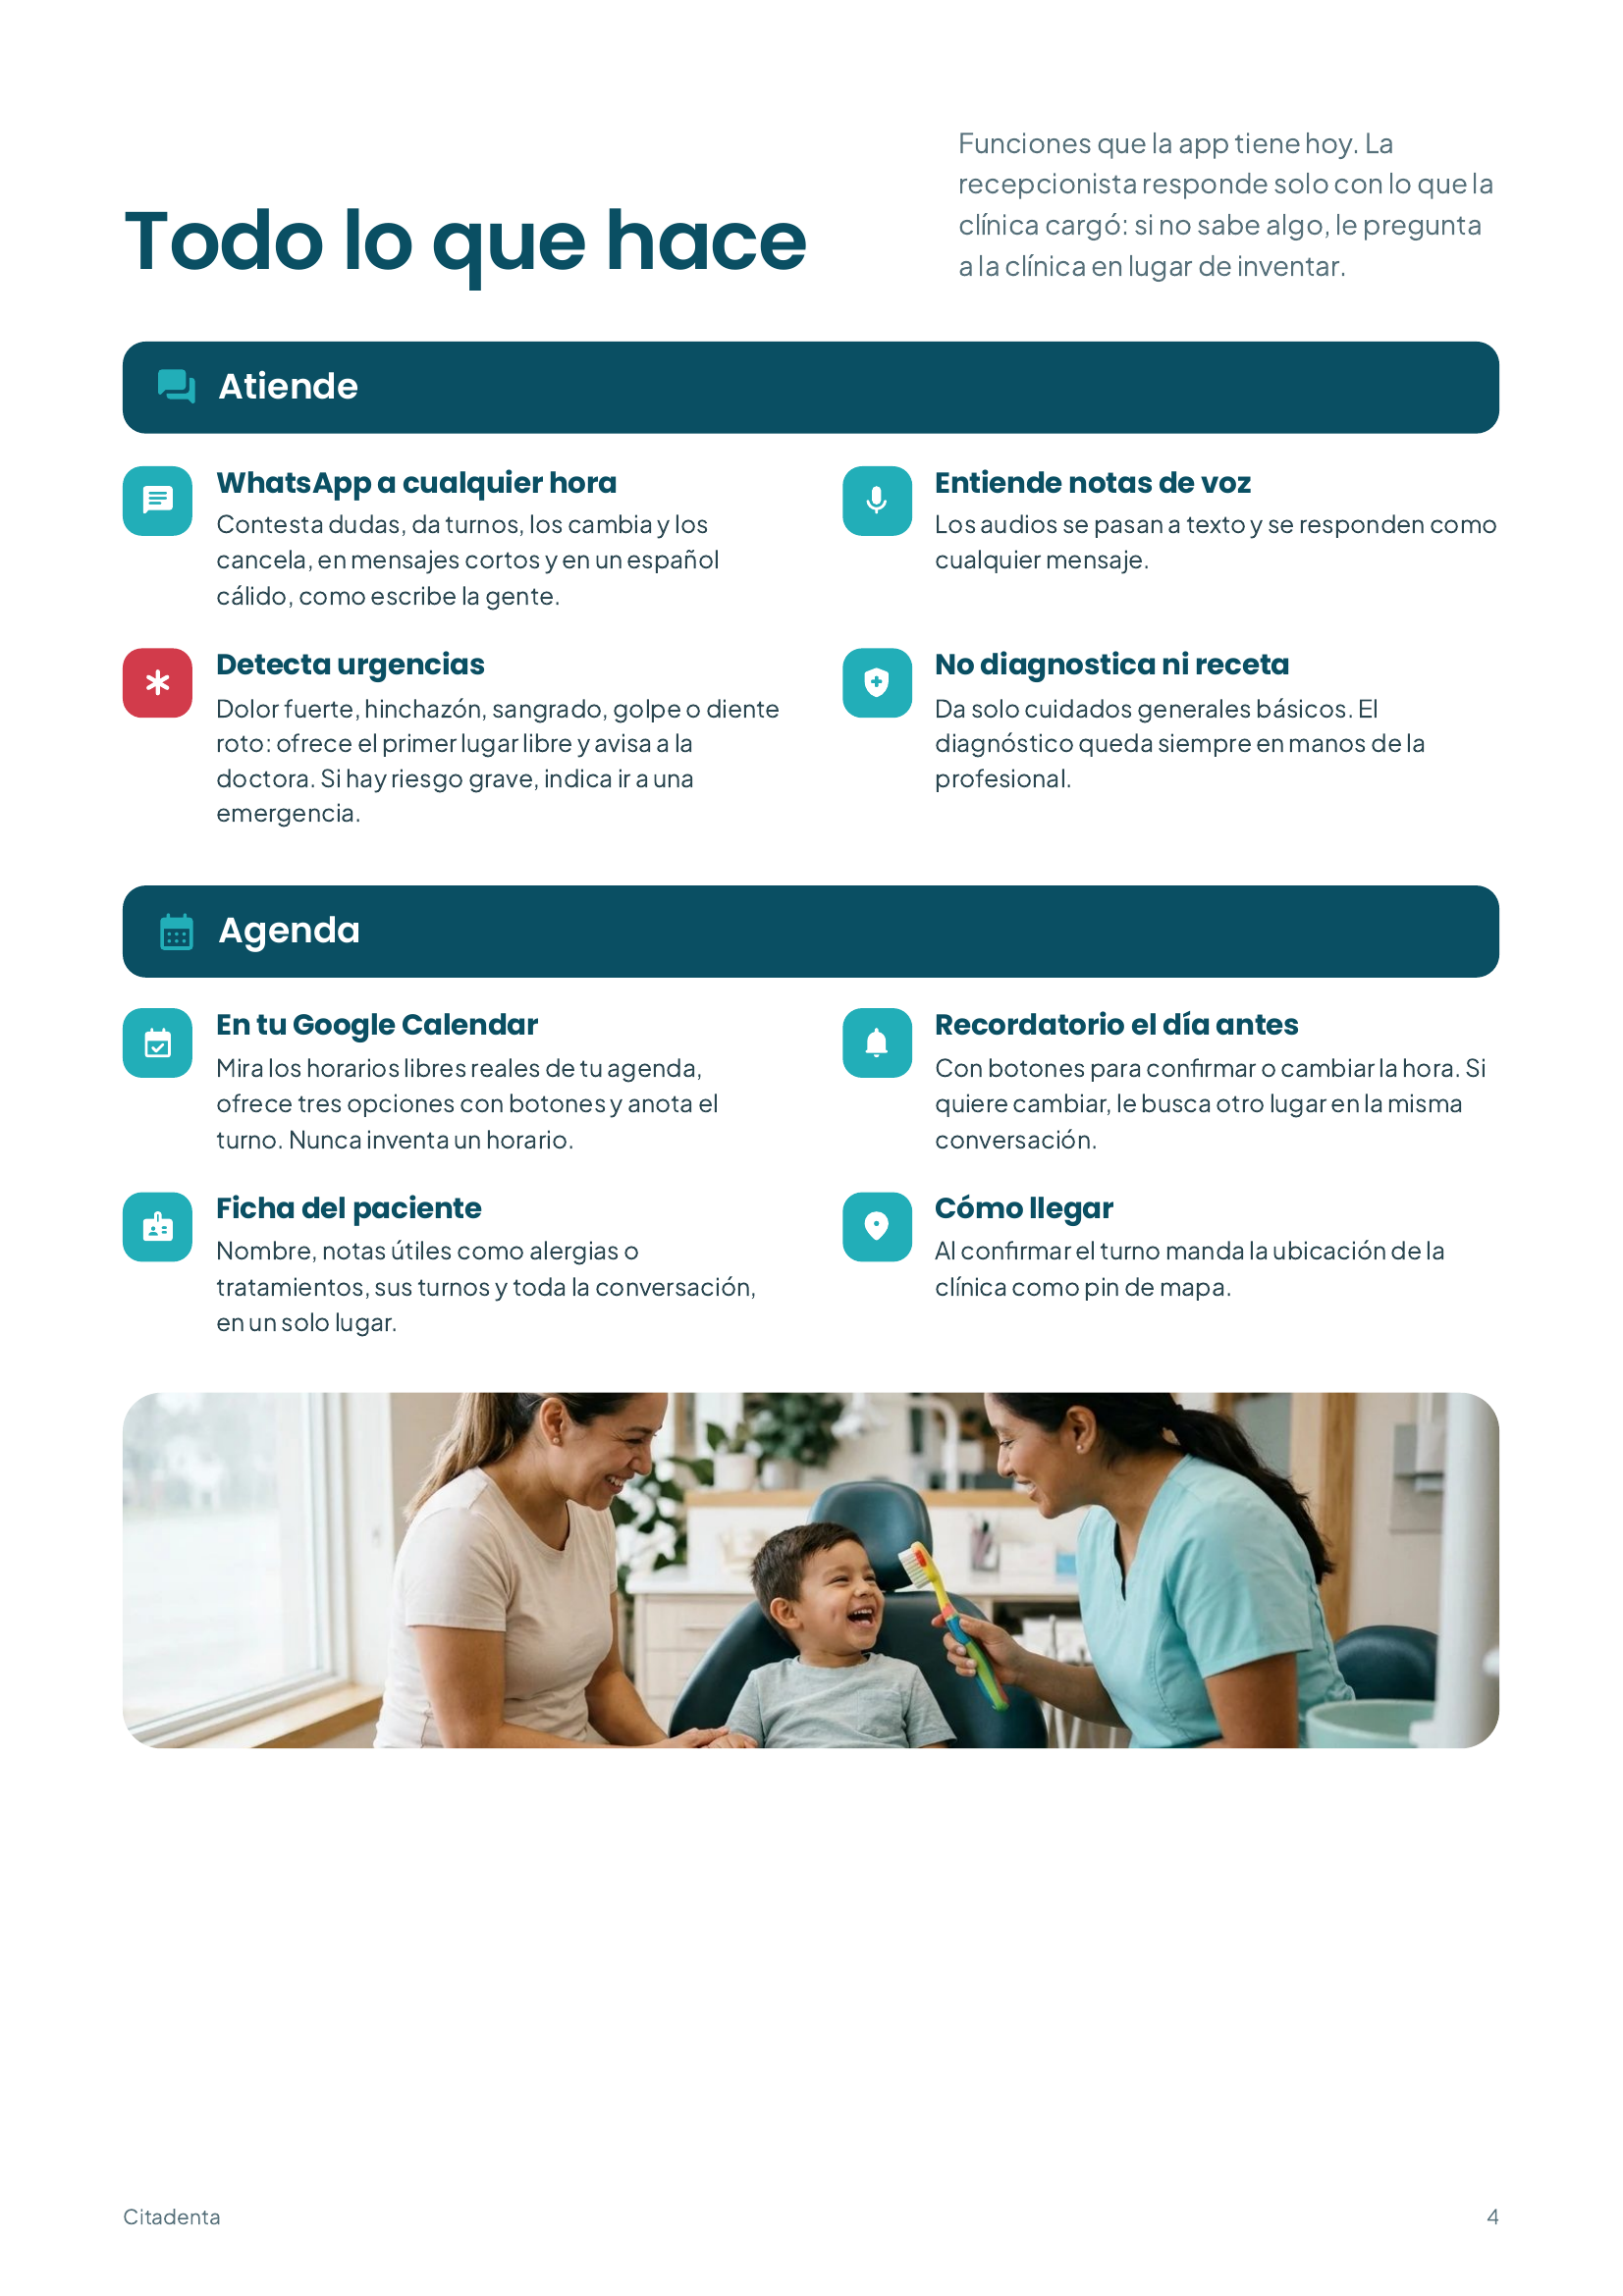 Todo lo que hace
Funciones que la app tiene hoy. La
recepcionista responde solo con lo que la
clínica cargó: si no sabe algo, le pregunta
a la clínica en lugar de inventar.
Atiende
WhatsApp a cualquier hora
Contesta dudas, da turnos, los cambia y los
cancela, en mensajes cortos y en un español
cálido, como escribe la gente.
Entiende notas de voz
Los audios se pasan a texto y se responden como
cualquier mensaje.
Detecta urgencias
Dolor fuerte, hinchazón, sangrado, golpe o diente
roto: ofrece el primer lugar libre y avisa a la
doctora. Si hay riesgo grave, indica ir a una
emergencia.
No diagnostica ni receta
Da solo cuidados generales básicos. El
diagnóstico queda siempre en manos de la
profesional.
Agenda
En tu Google Calendar
Mira los horarios libres reales de tu agenda,
ofrece tres opciones con botones y anota el
turno. Nunca inventa un horario.
Recordatorio el día antes
Con botones para confirmar o cambiar la hora. Si
quiere cambiar, le busca otro lugar en la misma
conversación.
Ficha del paciente
Nombre, notas útiles como alergias o
tratamientos, sus turnos y toda la conversación,
en un solo lugar.
Cómo llegar
Al confirmar el turno manda la ubicación de la
clínica como pin de mapa.
Citadenta
4